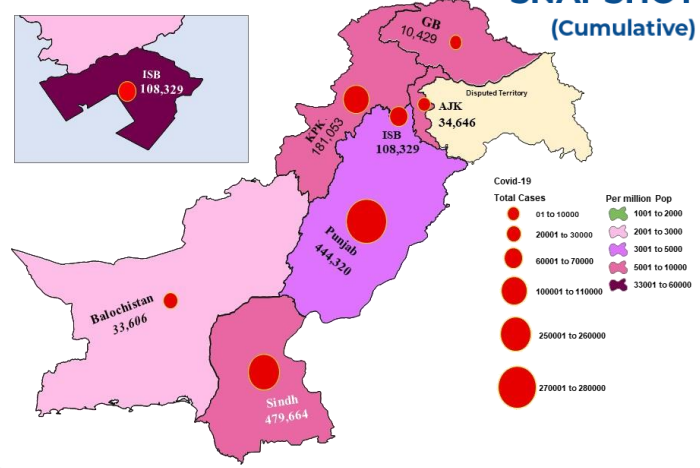 SNAPSHOT
(Cumulative)
ISB
108,329
GB
10,429
Disputed Territory
AJK
34,646
KPK
181,053
ISB
108,329
Punjab
444,320
Balochistan
33,606
Sindh
479,664
Covid-19
Total Cases
01 to 10000
20001 to 30000
60001 to 70000
100001 to 110000
250001 to 260000
270001 to 280000
Per million Pop
1001 to 2000
2001 to 3000
3001 to 5000
5001 to 10000
33001 to 60000